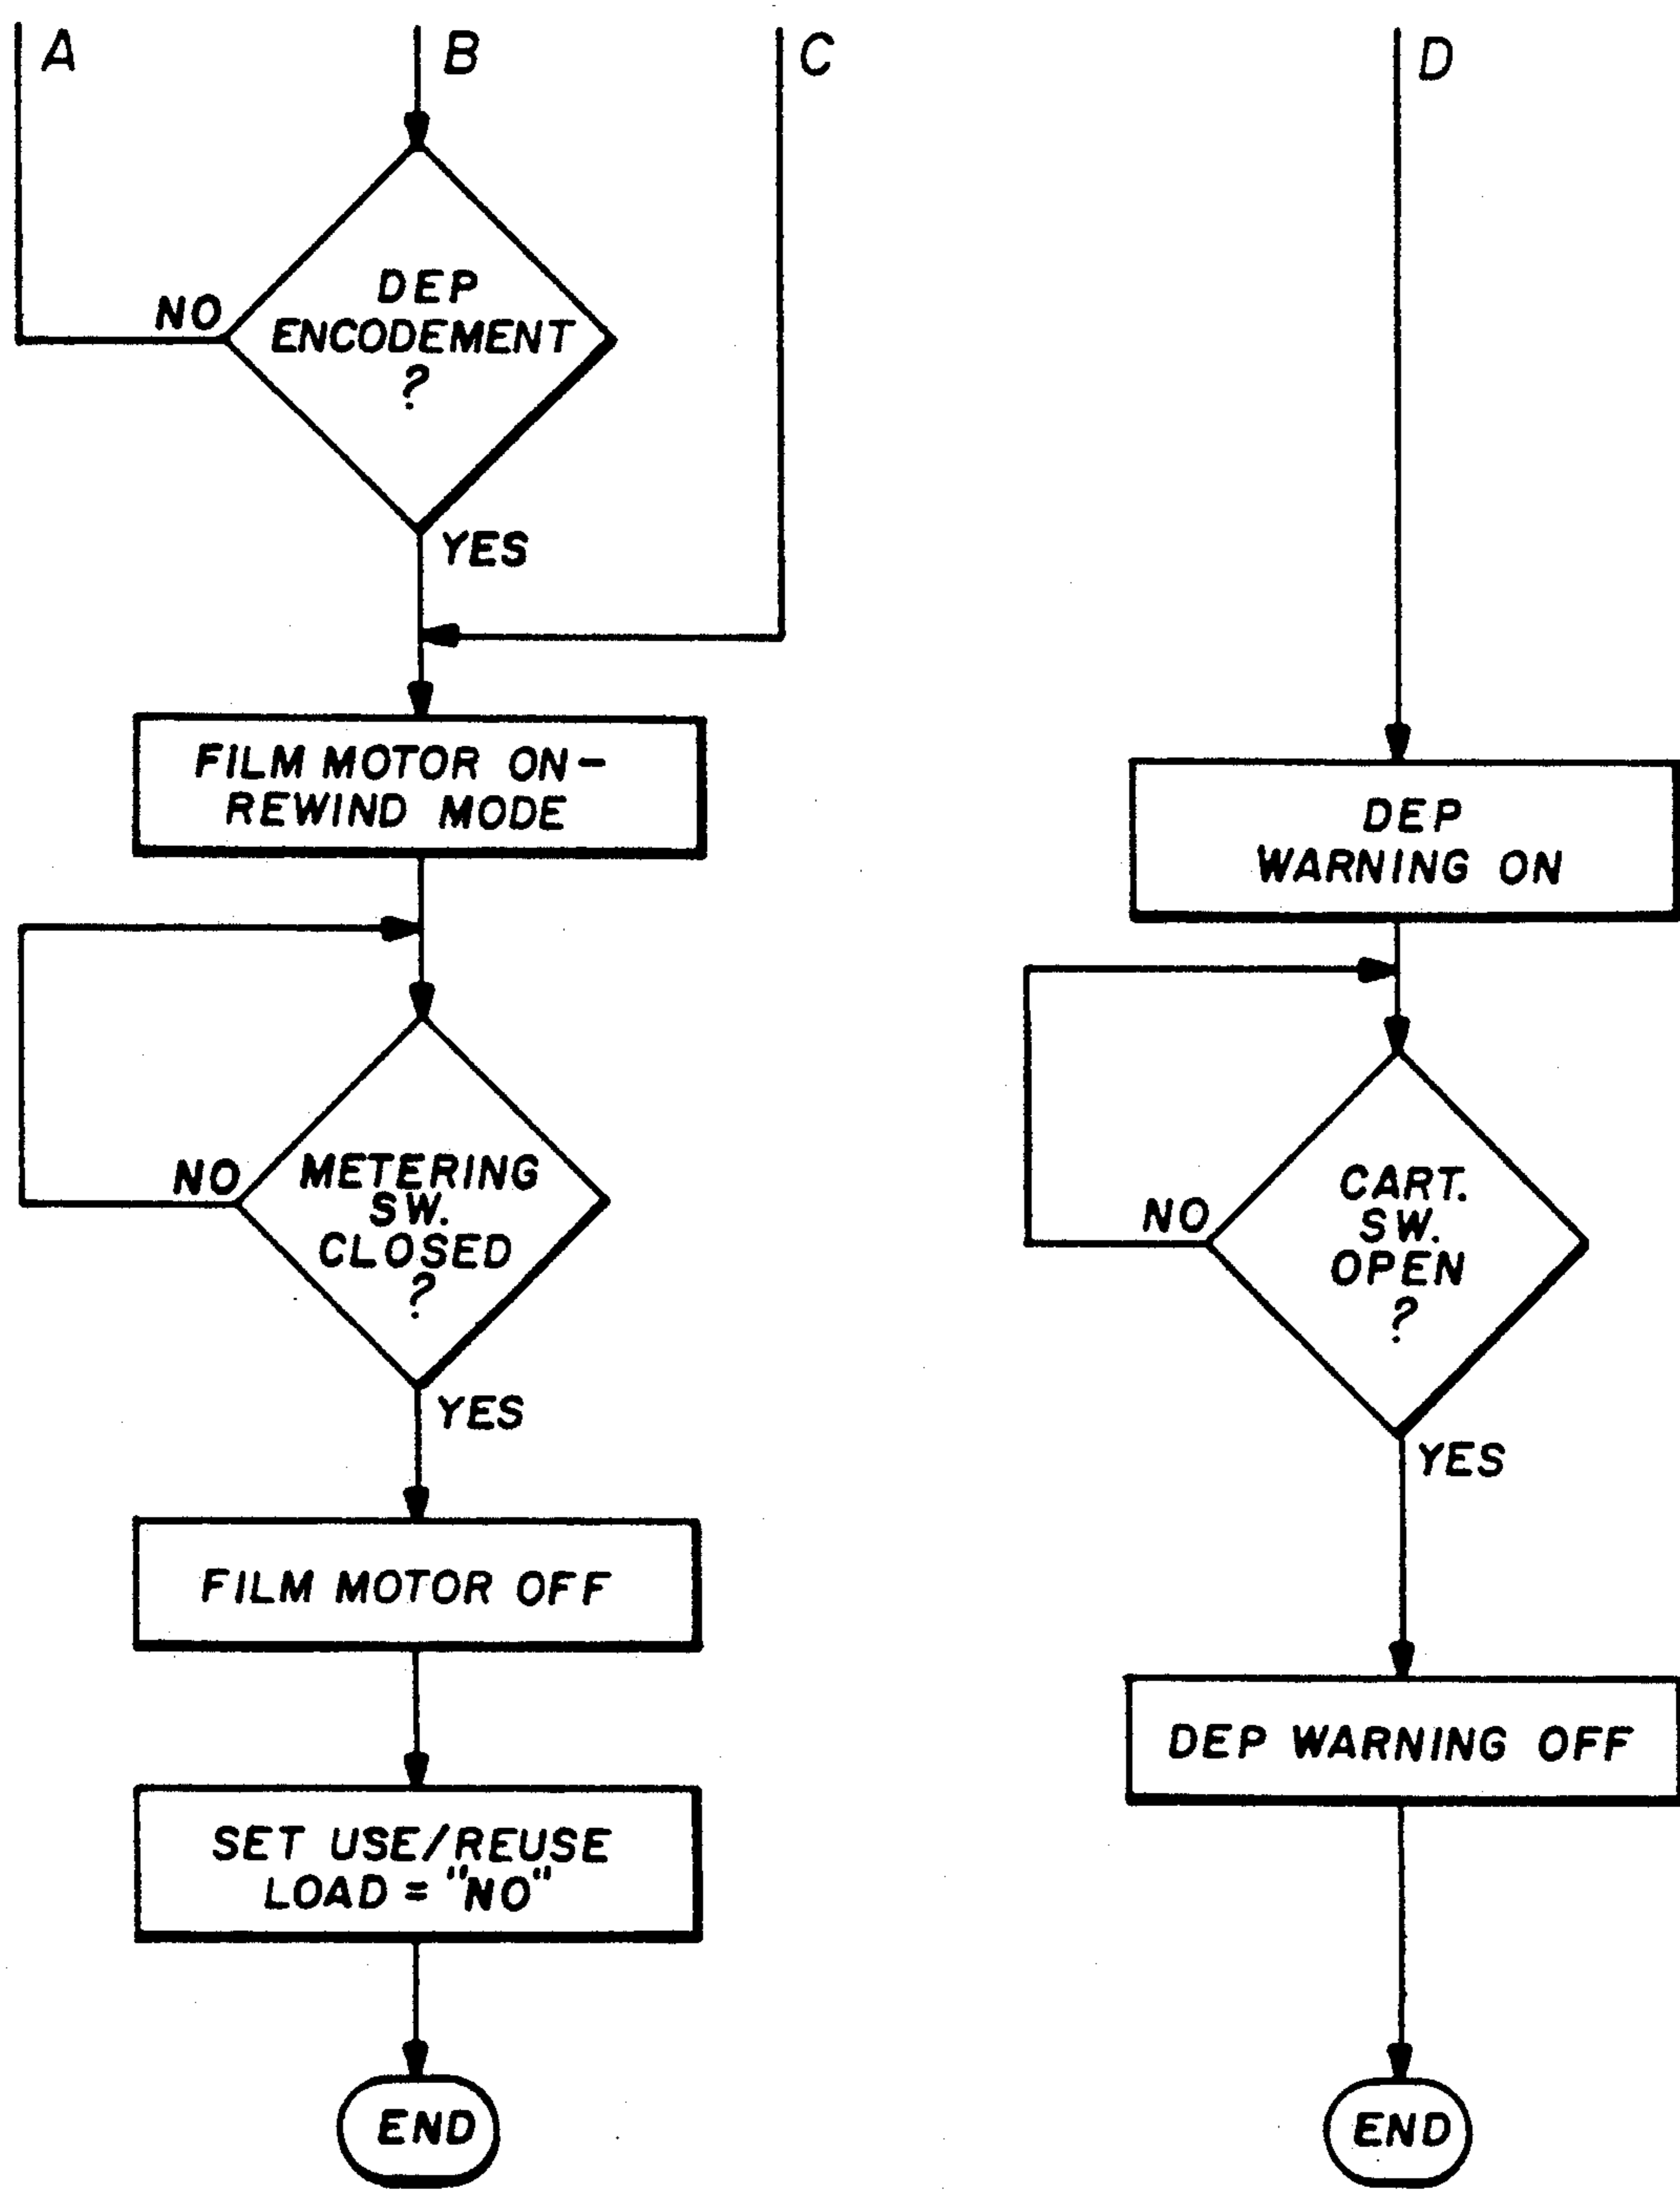 A
B
C
D
DEP
ENCODEMENT
?
NO
YES
FILM MOTOR ON-
REWIND MODE
METERING
SW.
CLOSED
?
NO
YES
FILM MOTOR OFF
SET USE/REUSE
LOAD = "NO"
END
DEP
WARNING ON
CART.
SW.
OPEN
?
NO
YES
DEP WARNING OFF
END